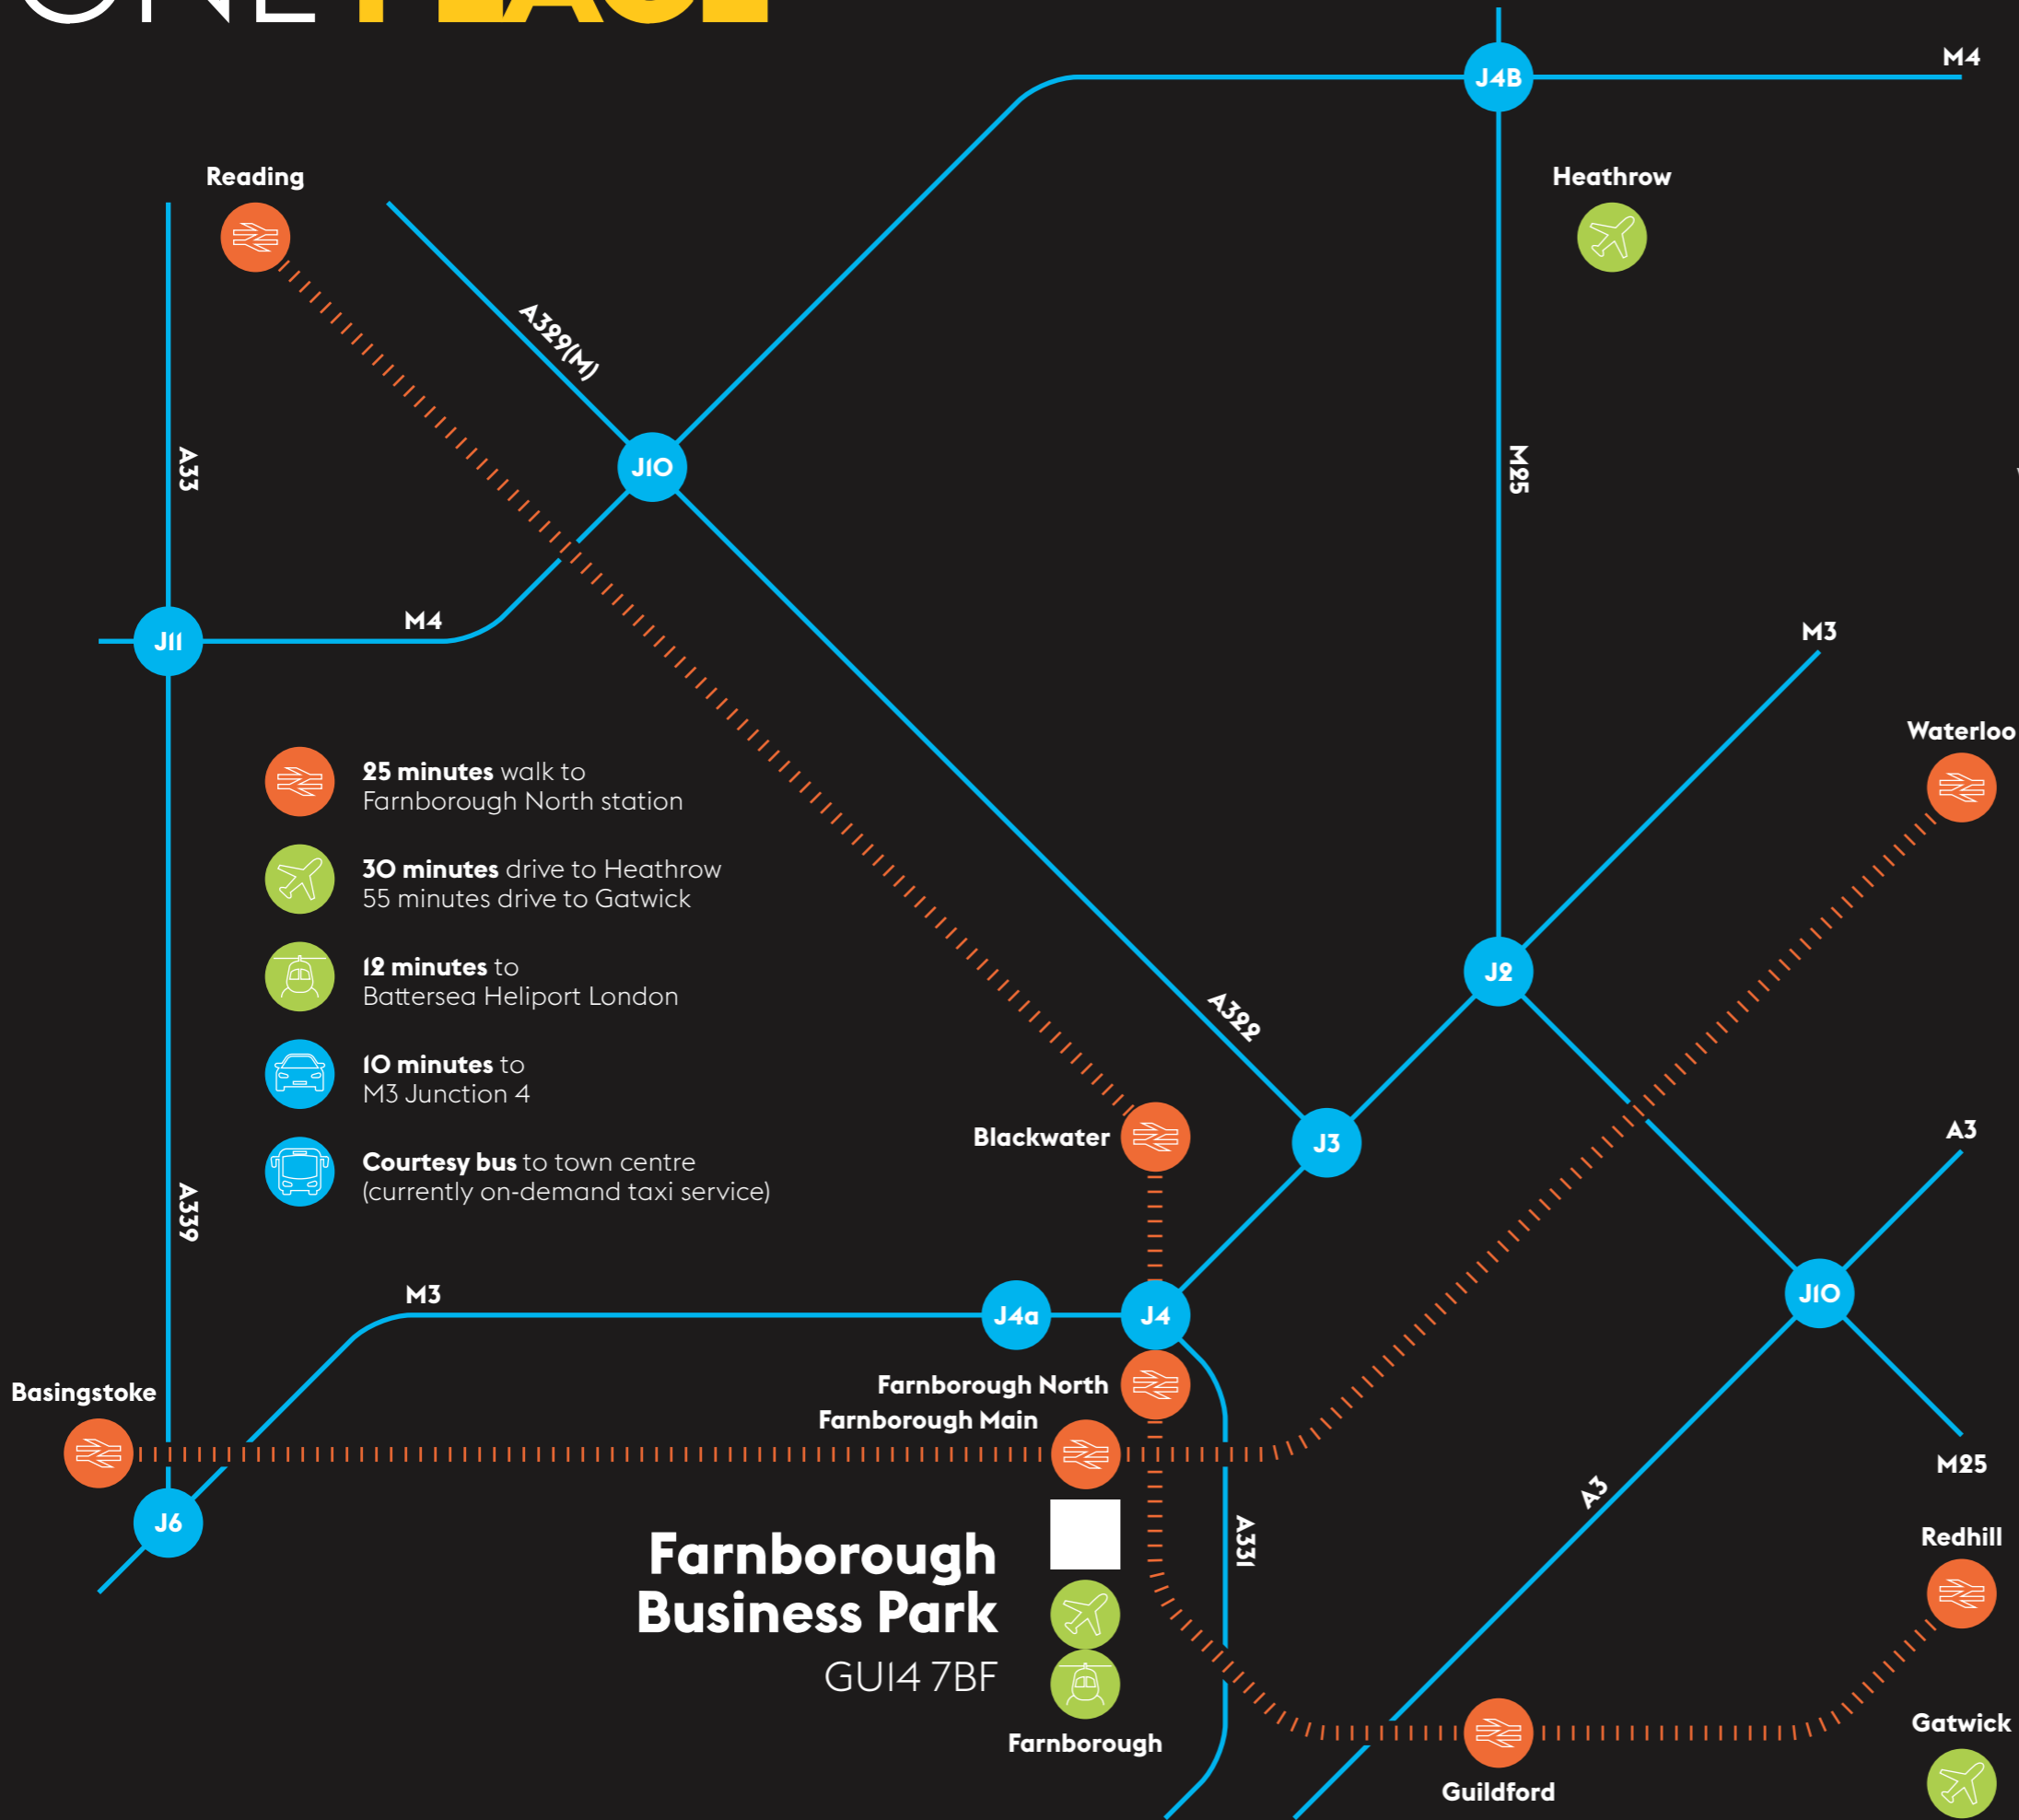 ONE PLACE
M4
J4B
Reading
Heathrow
A329(M)
A33
J10
M25
J11
M4
M3
Waterloo
25 minutes walk to
Farnborough North station
30 minutes drive to Heathrow
55 minutes drive to Gatwick
12 minutes to
Battersea Heliport London
10 minutes to
M3 Junction 4
Courtesy bus to town centre
(currently on-demand taxi service)
J2
A322
Blackwater
J3
A3
A339
M3
J4a
J4
J10
Basingstoke
Farnborough North
Farnborough Main
M25
A3
J6
A331
Redhill
Farnborough
Business Park
GU14 7BF
Farnborough
Guildford
Gatwick